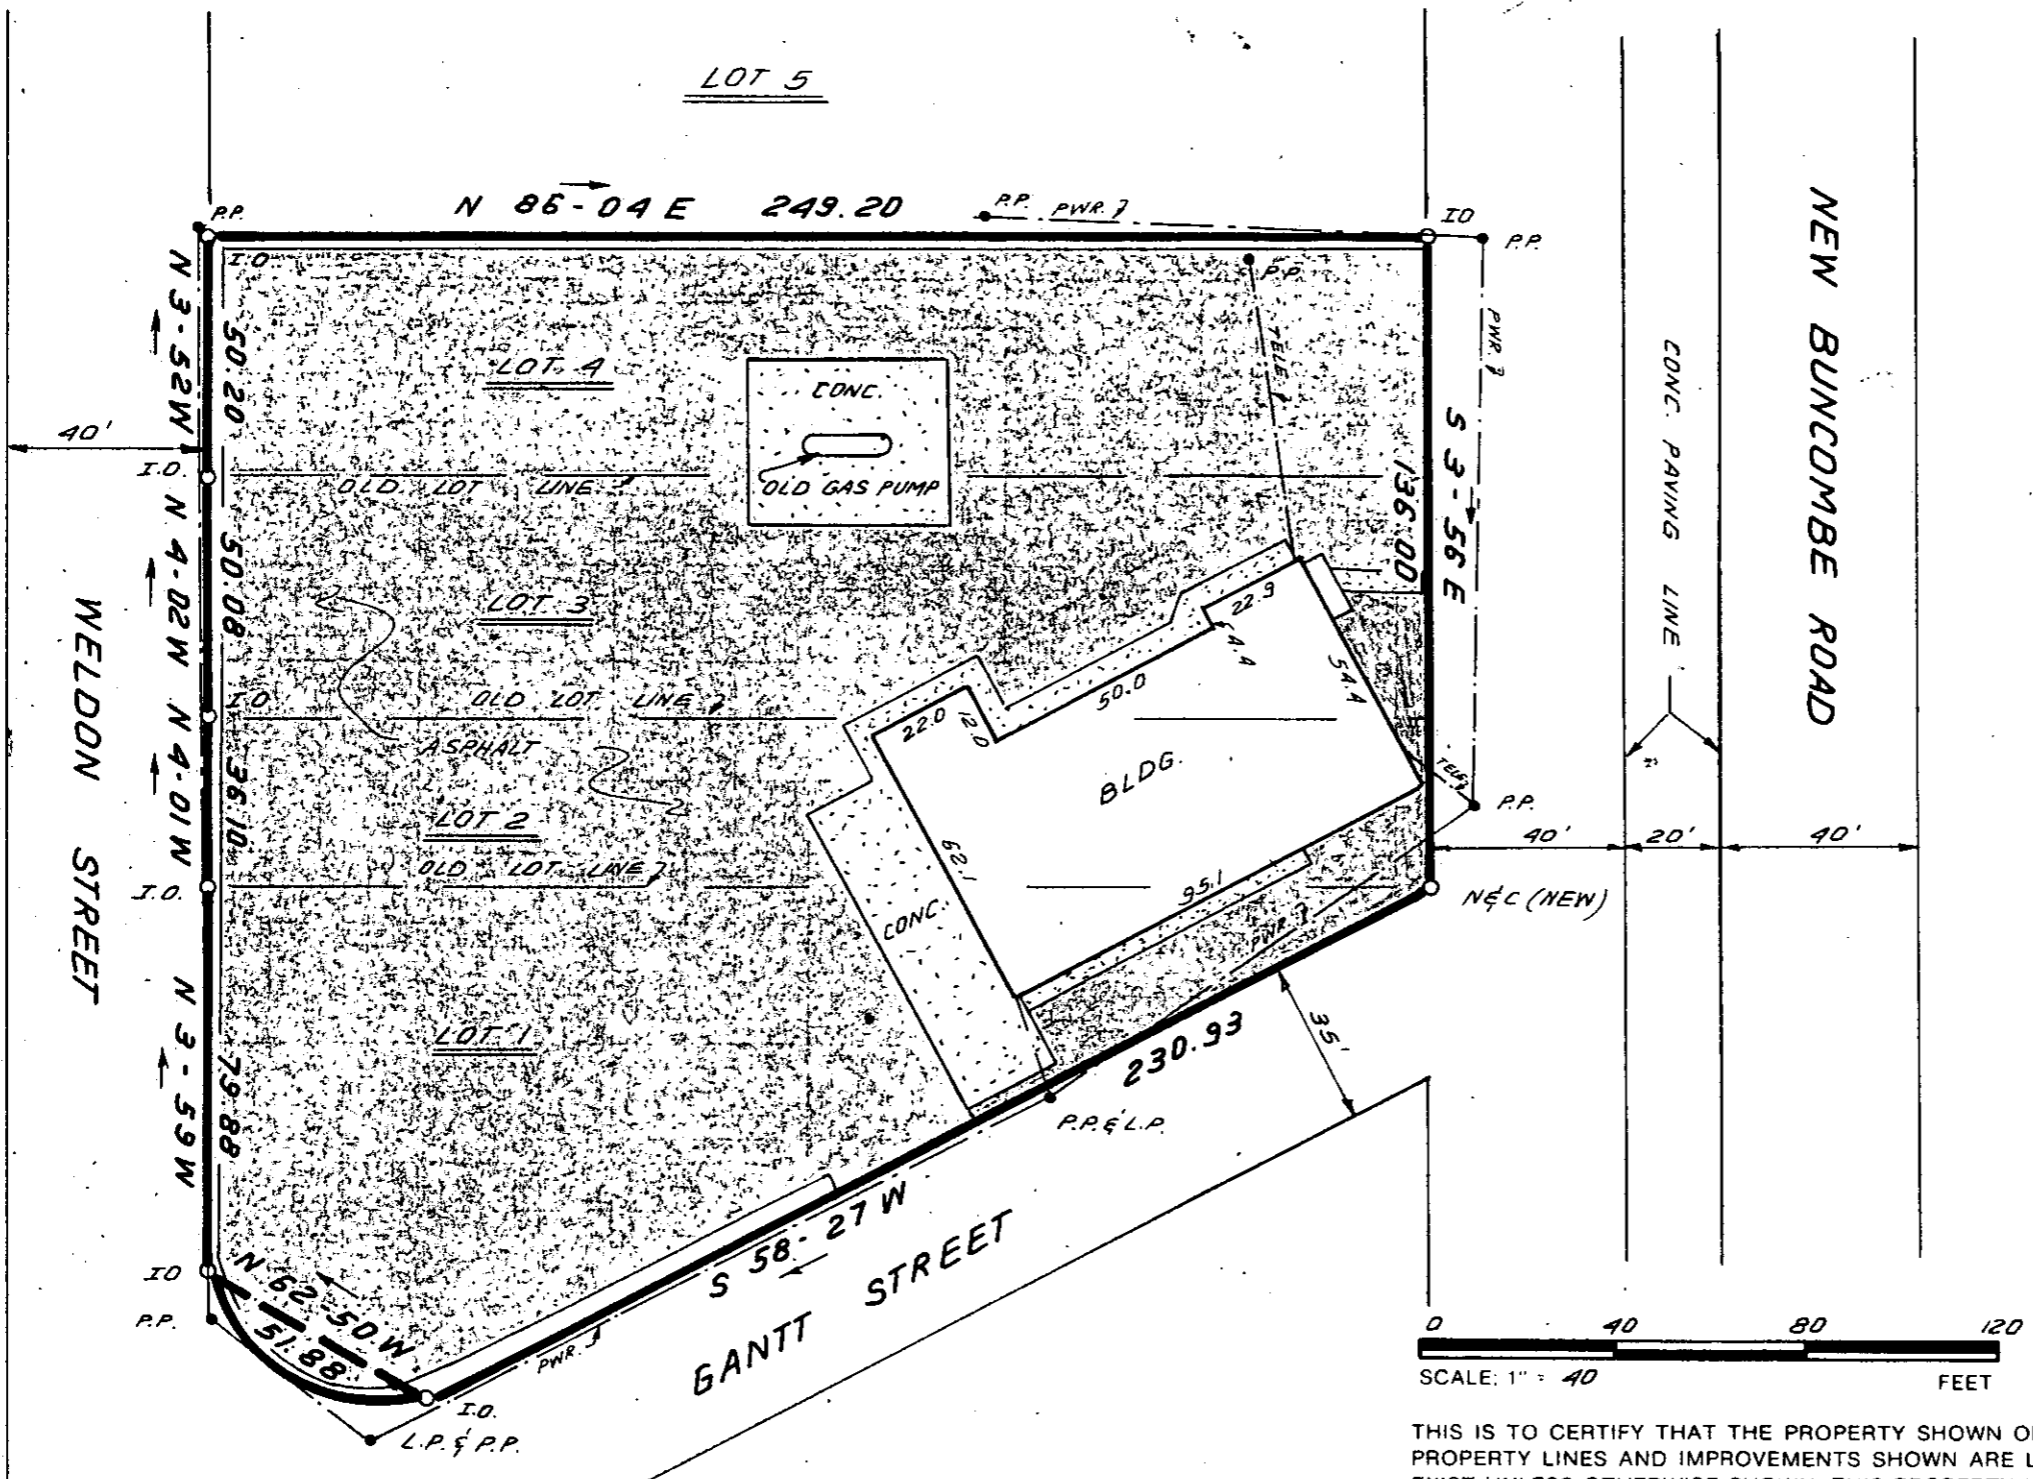 LOT 5
N 86-04 E 249.20
P.P.
P.P. PWR.
IO
P.P.
I.O
N 3-52W
50.20
LOT 4
CONC.
OLD GAS PUMP
P.P.
TELE
PWR.
S 3-56 E
136.00
CONC PAVING LINE
NEW BUNCOMBE ROAD
40'
I.O.
OLD LOT LINE
N 4-02W
50.08
LOT 3
22.9
4.4
54.4
50.0
I.O
OLD LOT LINE
22.0
12.0
ASPHALT
BLDG.
WELDON STREET
N 4-01W
36.10
LOT 2
62.1
TELE
P.P.
40'
20'
40'
OLD LOT LINE
I.O.
95.1
CONC.
N&C (NEW)
PWR.
N 3-59W
79.88
LOT 1
230.93
35'
P.P. & L.P.
S 58-27 W
GANTT STREET
IO
P.P.
N 62-50 W
51.88
PWR.
I.O.
L.P. & P.P.
0 40 80 120
SCALE: 1" = 40 FEET
THIS IS TO CERTIFY THAT THE PROPERTY SHOWN
PROPERTY LINES AND IMPROVEMENTS SHOWN ARE